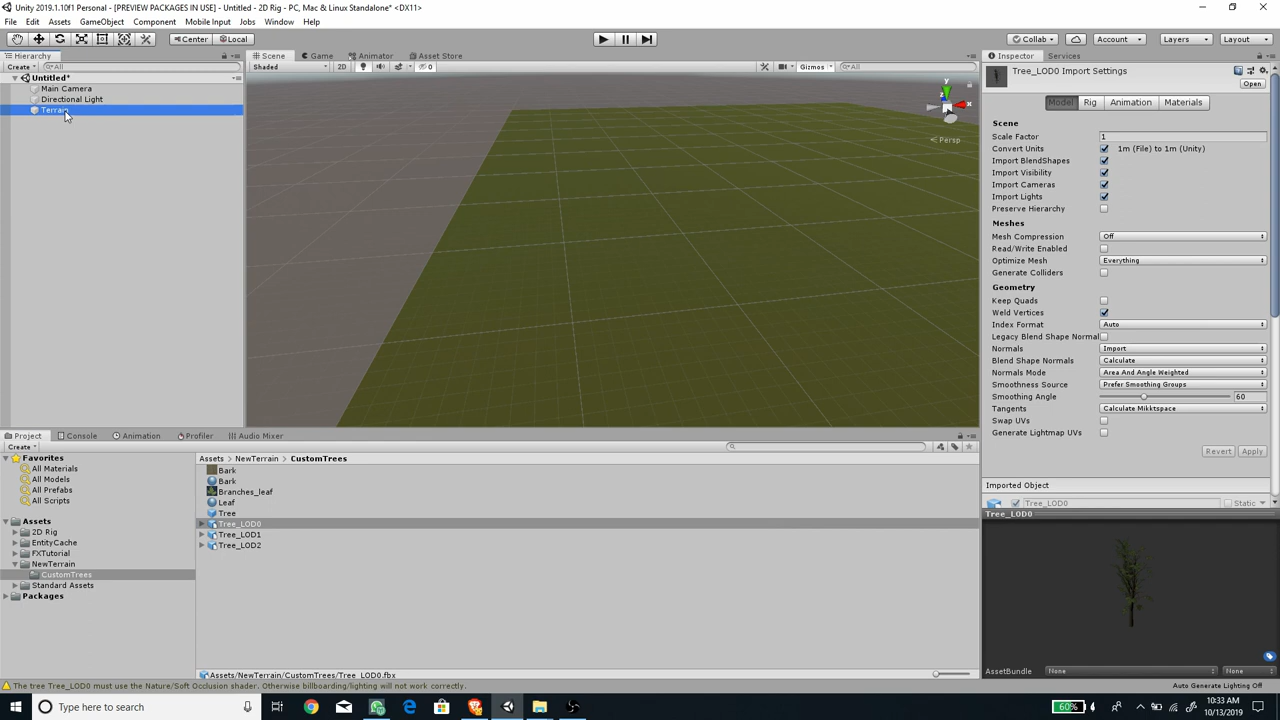 Unity 2019.1.10f1 Personal - [PREVIEW PACKAGES IN USE] - Untitled - 2D Rig - PC, Mac & Linux Standalone* <DX11>
File Edit Assets GameObject Component Mobile Input Jobs Window Help
Center Local Collab Account Layers Layout
Hierarchy
Create All
Untitled*
Main Camera
Directional Light
Terrain
Scene Game Animator Asset Store
Shaded 2D 0 Gizmos All
y
x
z
Persp
Inspector Services
Tree_LOD0 Import Settings
Open
Model Rig Animation Materials
Scene
Scale Factor 1
Convert Units 1m (File) to 1m (Unity)
Import BlendShapes
Import Visibility
Import Cameras
Import Lights
Preserve Hierarchy
Meshes
Mesh Compression Off
Read/Write Enabled
Optimize Mesh Everything
Generate Colliders
Geometry
Keep Quads
Weld Vertices
Index Format Auto
Legacy Blend Shape Normal
Normals Import
Blend Shape Normals Calculate
Normals Mode Area And Angle Weighted
Smoothness Source Prefer Smoothing Groups
Smoothing Angle 60
Tangents Calculate Mikktspace
Swap UVs
Generate Lightmap UVs
Revert Apply
Imported Object
Tree_LOD0 Static
Tree_LOD0
AssetBundle None None
Auto Generate Lighting Off
Project Console Animation Profiler Audio Mixer
Create
Favorites
All Materials
All Models
All Prefabs
All Scripts
Assets
2D Rig
EntityCache
FXTutorial
NewTerrain
CustomTrees
Standard Assets
Packages
Assets NewTerrain CustomTrees
Bark
Bark
Branches_leaf
Leaf
Tree
Tree_LOD0
Tree_LOD1
Tree_LOD2
Assets/NewTerrain/CustomTrees/Tree_LOD0.fbx
The tree Tree_LOD0 must use the Nature/Soft Occlusion shader. Otherwise billboarding/lighting will not work correctly.
Type here to search
60%
10:33 AM
10/13/2019